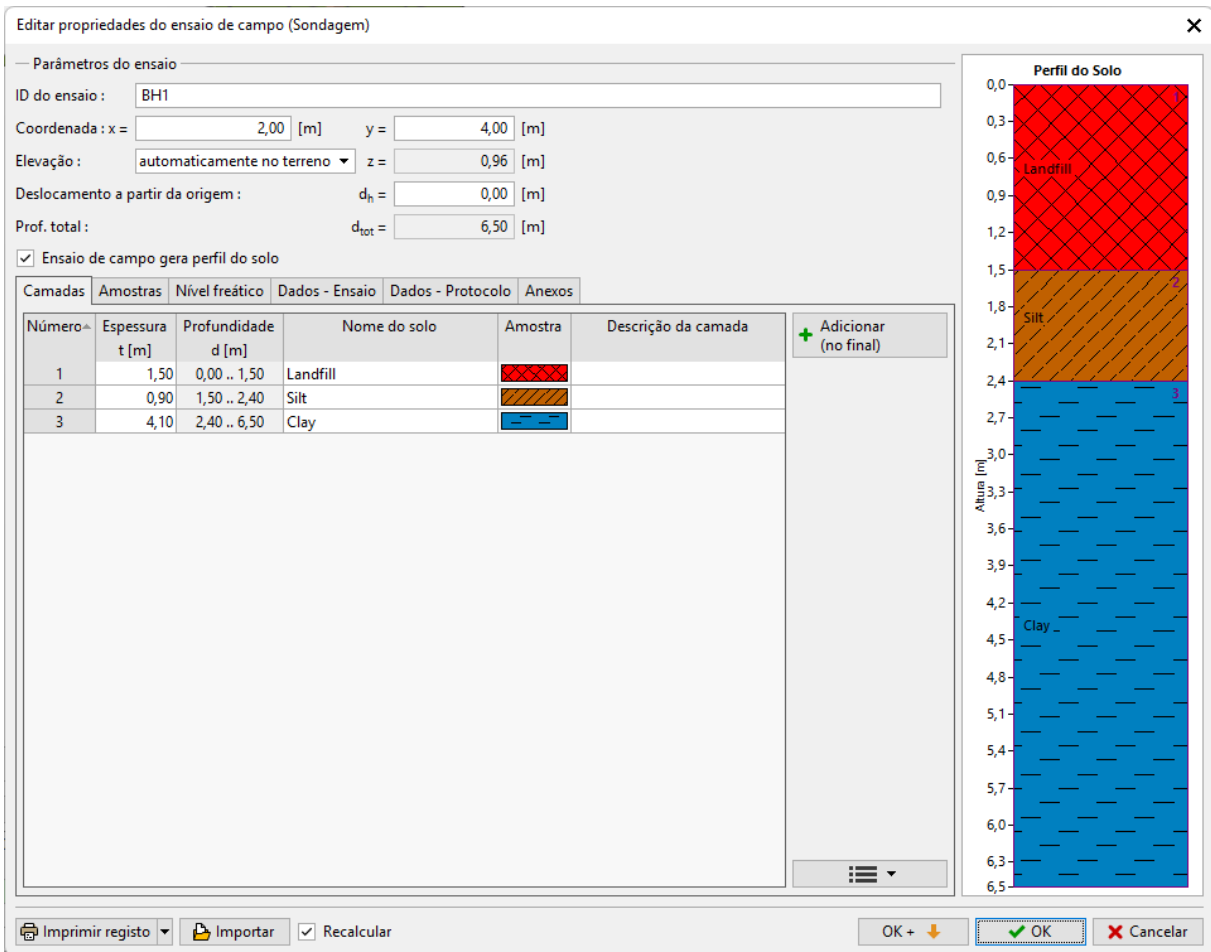 Editar propriedades do ensaio de campo (Sondagem)
Parâmetros do ensaio
ID do ensaio : BH1
Coordenada : x = 2,00 [m] y = 4,00 [m]
Elevação : automaticamente no terreno z = 0,96 [m]
Deslocamento a partir da origem : dh = 0,00 [m]
Prof. total : dtot = 6,50 [m]
Ensaio de campo gera perfil do solo
Camadas Amostras Nível freático Dados - Ensaio Dados - Protocolo Anexos
Número Espessura Profundidade Nome do solo Amostra Descrição da camada
t [m] d [m]
1 1,50 0,00 .. 1,50 Landfill
2 0,90 1,50 .. 2,40 Silt
3 4,10 2,40 .. 6,50 Clay
Adicionar
(no final)
Perfil do Solo
0,0
1
0,3
0,6
Landfill
0,9
1,2
1,5
2
1,8
Silt
2,1
2,4
3
2,7
3,0
Altura [m]
3,3
3,6
3,9
4,2
Clay
4,5
4,8
5,1
5,4
5,7
6,0
6,3
6,5
Imprimir registo Importar Recalcular OK + OK Cancelar